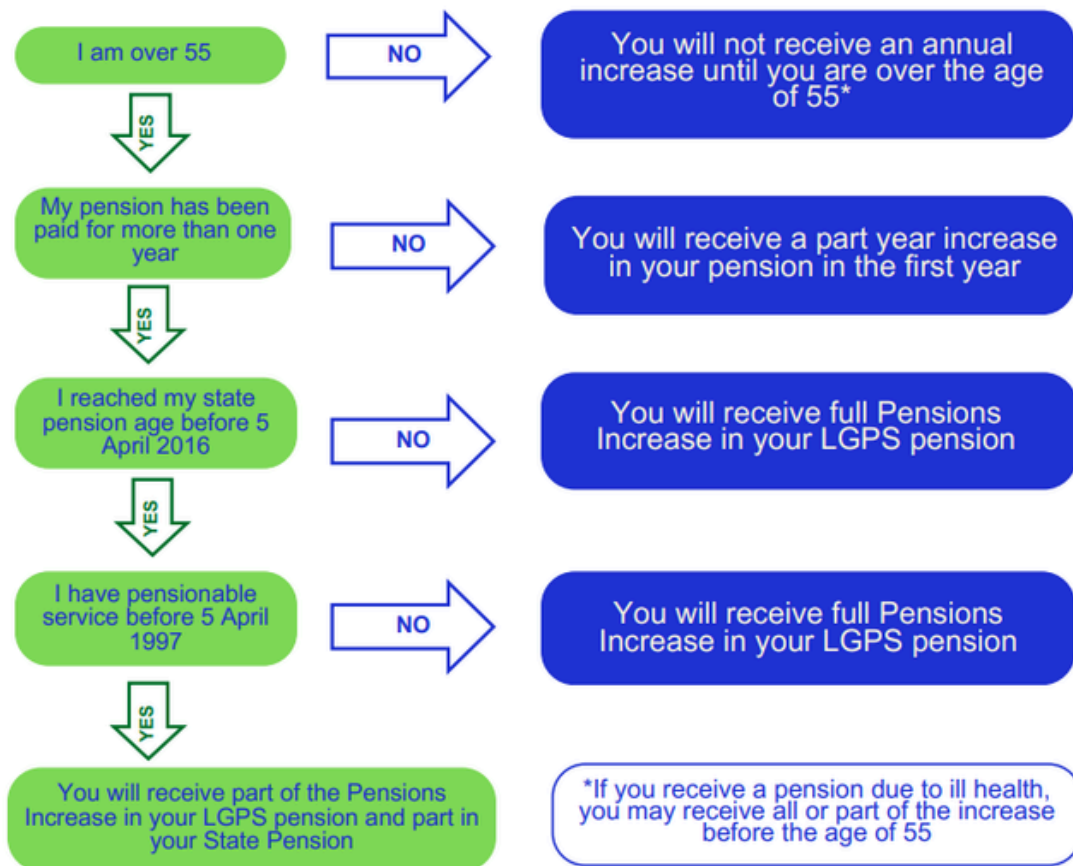 I am over 55
NO
You will not receive an annual
increase until you are over the age
of 55*
YES
My pension has been
paid for more than one
year
NO
You will receive a part year increase
in your pension in the first year
YES
I reached my state
pension age before 5
April 2016
NO
You will receive full Pensions
Increase in your LGPS pension
YES
I have pensionable
service before 5 April
1997
NO
You will receive full Pensions
Increase in your LGPS pension
YES
You will receive part of the Pensions
Increase in your LGPS pension and part in
your State Pension
*If you receive a pension due to ill health,
you may receive all or part of the increase
before the age of 55